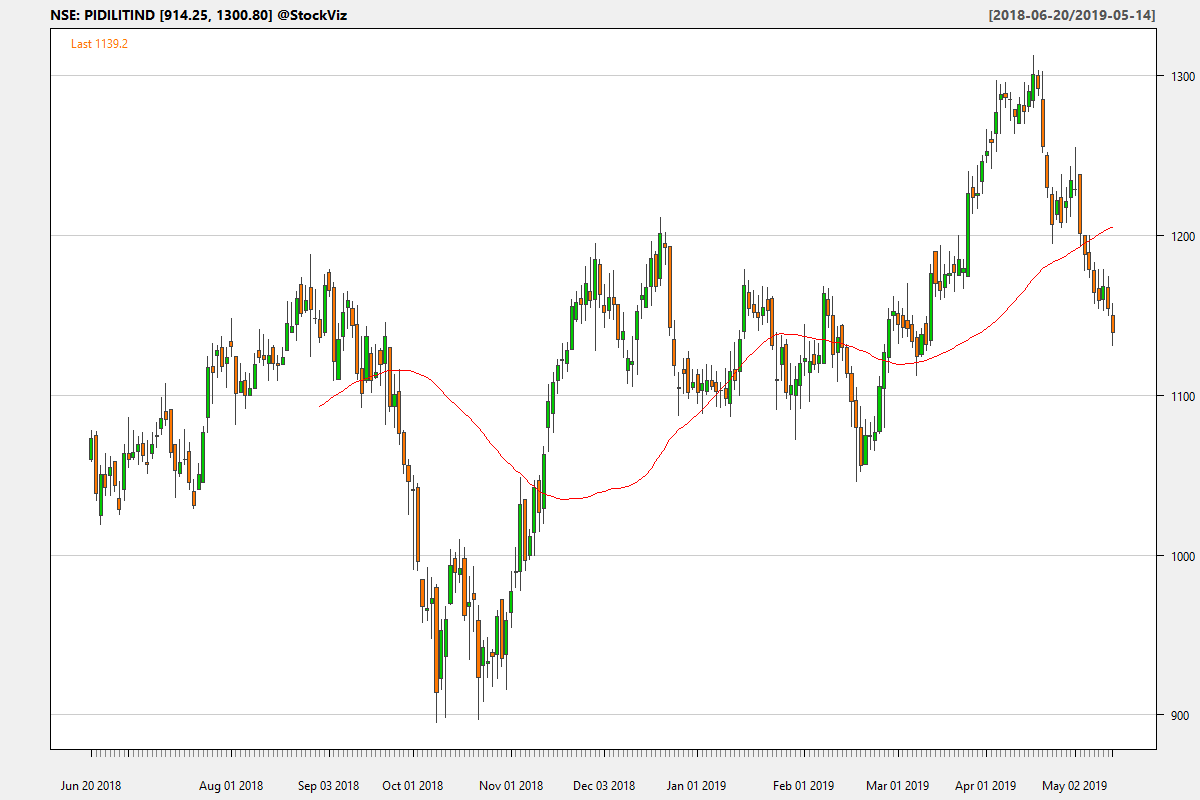 NSE: PIDILITIND [914.25, 1300.80] @StockViz
[2018-06-20/2019-05-14]
Last 1139.2
1300
1200
1100
1000
900
Jun 20 2018
Aug 01 2018
Sep 03 2018
Oct 01 2018
Nov 01 2018
Dec 03 2018
Jan 01 2019
Feb 01 2019
Mar 01 2019
Apr 01 2019
May 02 2019